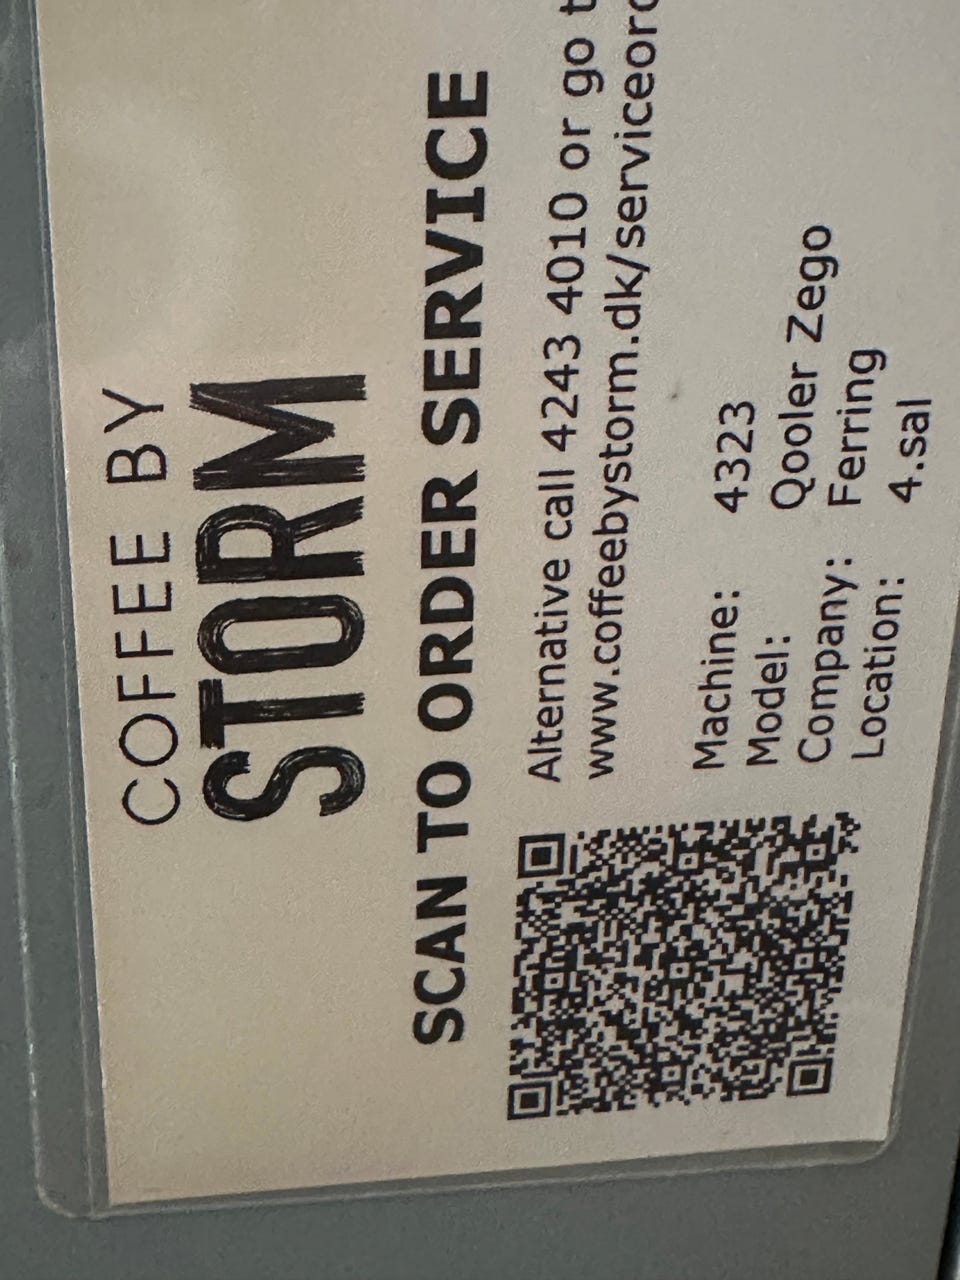 COFFEE BY
STORM
SCAN TO ORDER SERVICE
Alternative call 4243 4010 or go
www.coffeebystorm.dk/serviceor
Machine: 4323
Model: Qooler Zego
Company: Ferring
Location: 4.sal